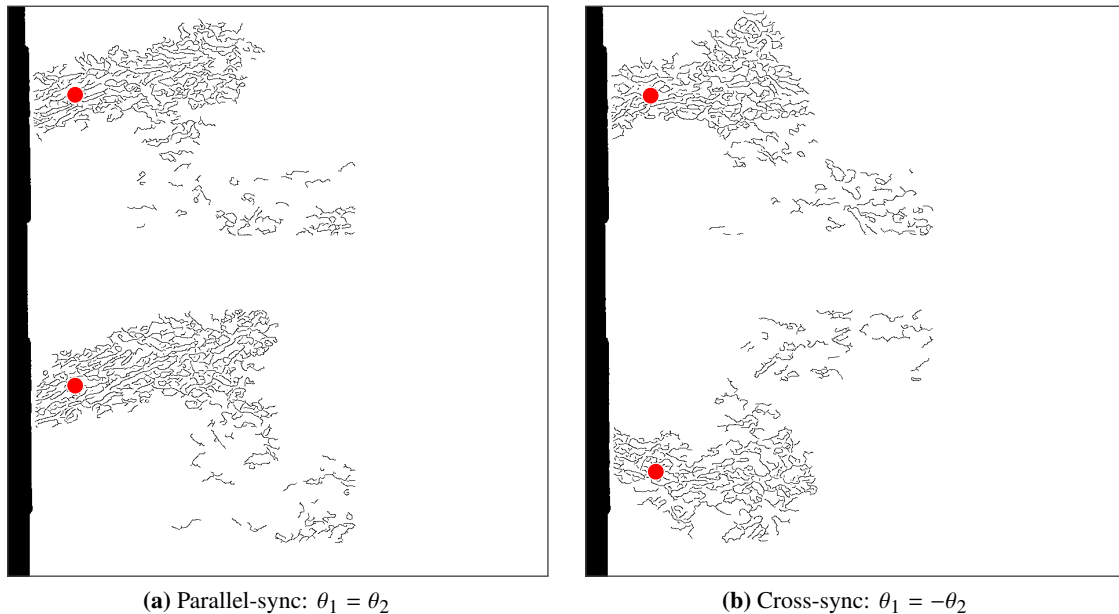 (a) Parallel-sync: θ₁ = θ₂
(b) Cross-sync: θ₁ = −θ₂